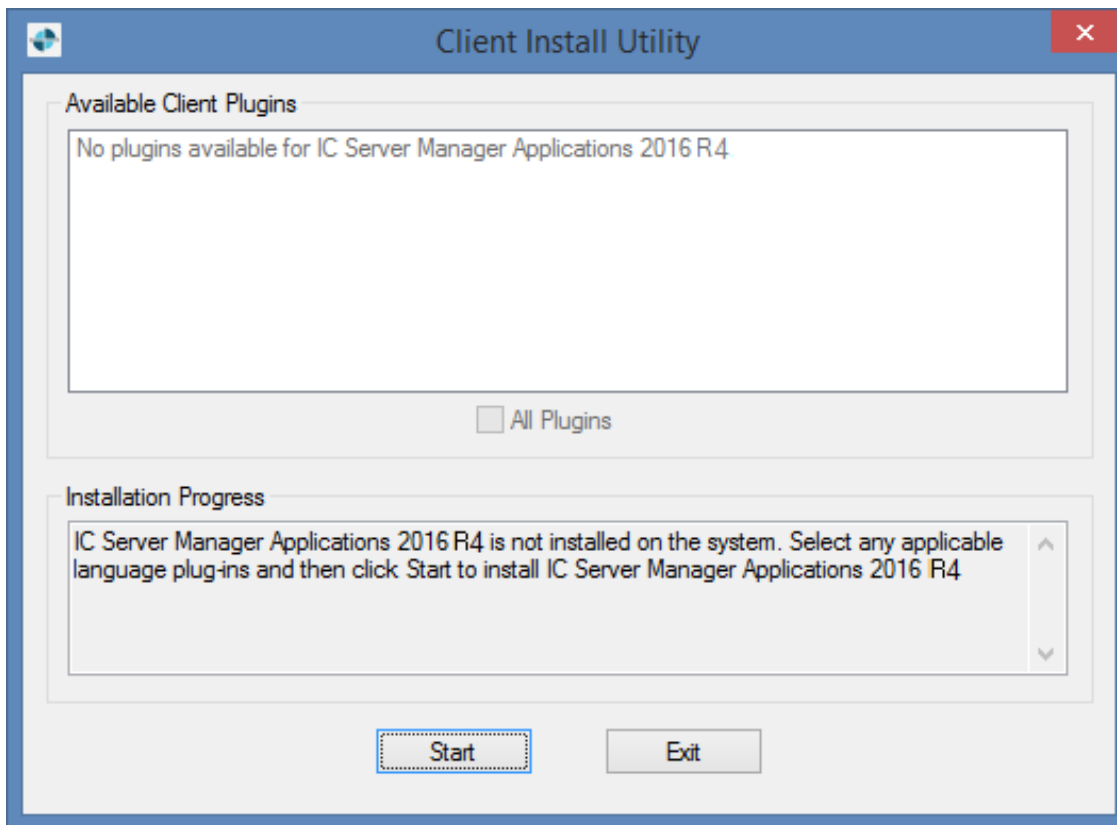 Client Install Utility
Available Client Plugins
No plugins available for IC Server Manager Applications 2016 R4
All Plugins
Installation Progress
IC Server Manager Applications 2016 R4 is not installed on the system. Select any applicable
language plug-ins and then click Start to install IC Server Manager Applications 2016 R4
Start
Exit